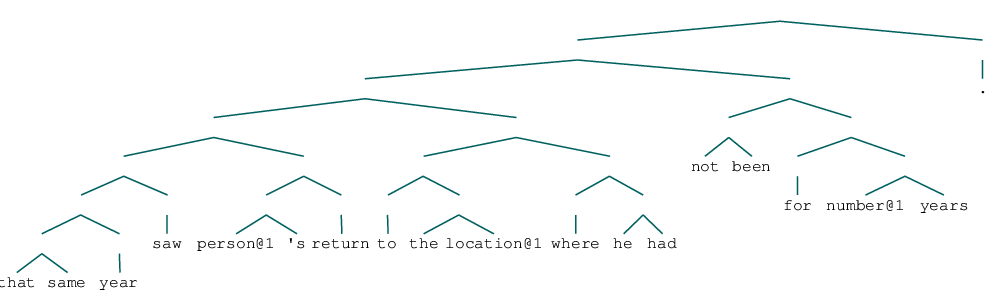 that same year saw person@1 's return to the location@1 where he had not been for number@1 years .